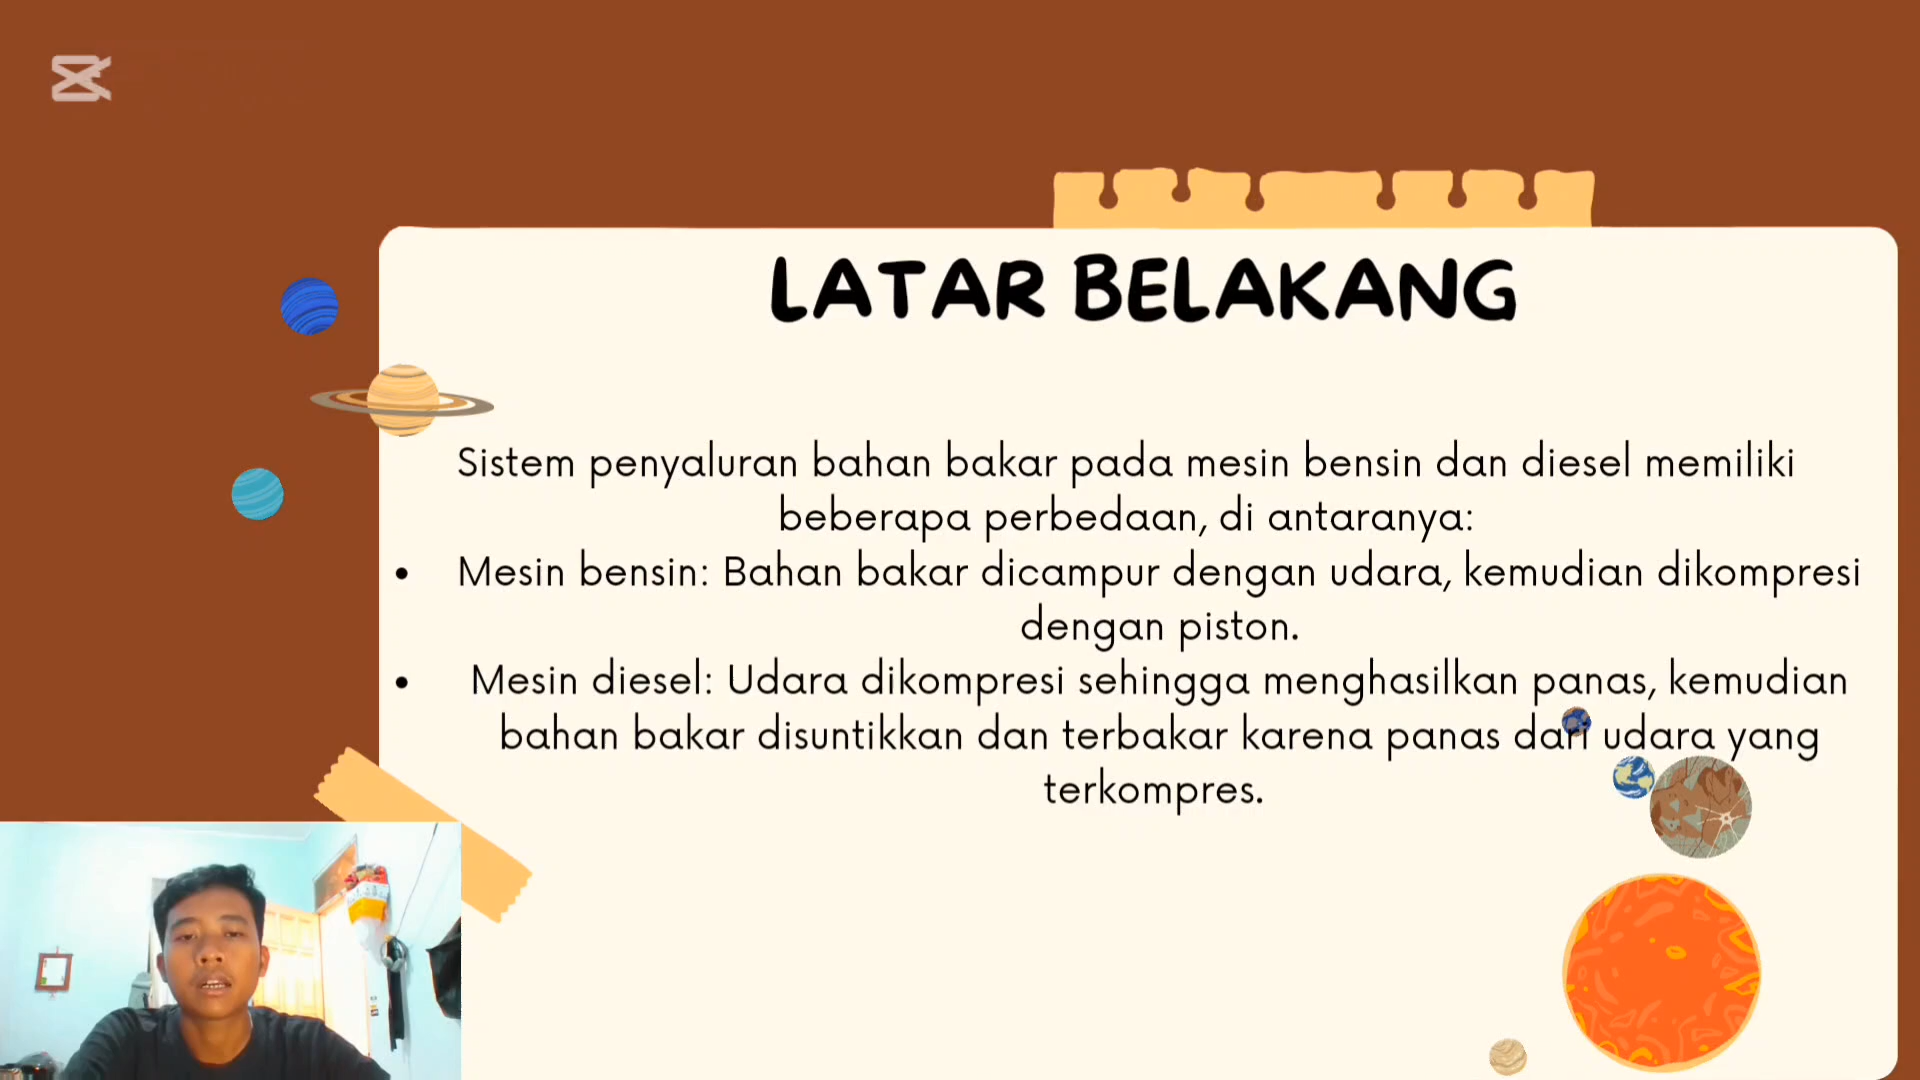 LATAR BELAKANG
Sistem penyaluran bahan bakar pada mesin bensin dan diesel memiliki
beberapa perbedaan, di antaranya:
• Mesin bensin: Bahan bakar dicampur dengan udara, kemudian dikompresi
dengan piston.
• Mesin diesel: Udara dikompresi sehingga menghasilkan panas, kemudian
bahan bakar disuntikkan dan terbakar karena panas dari udara yang
terkompres.